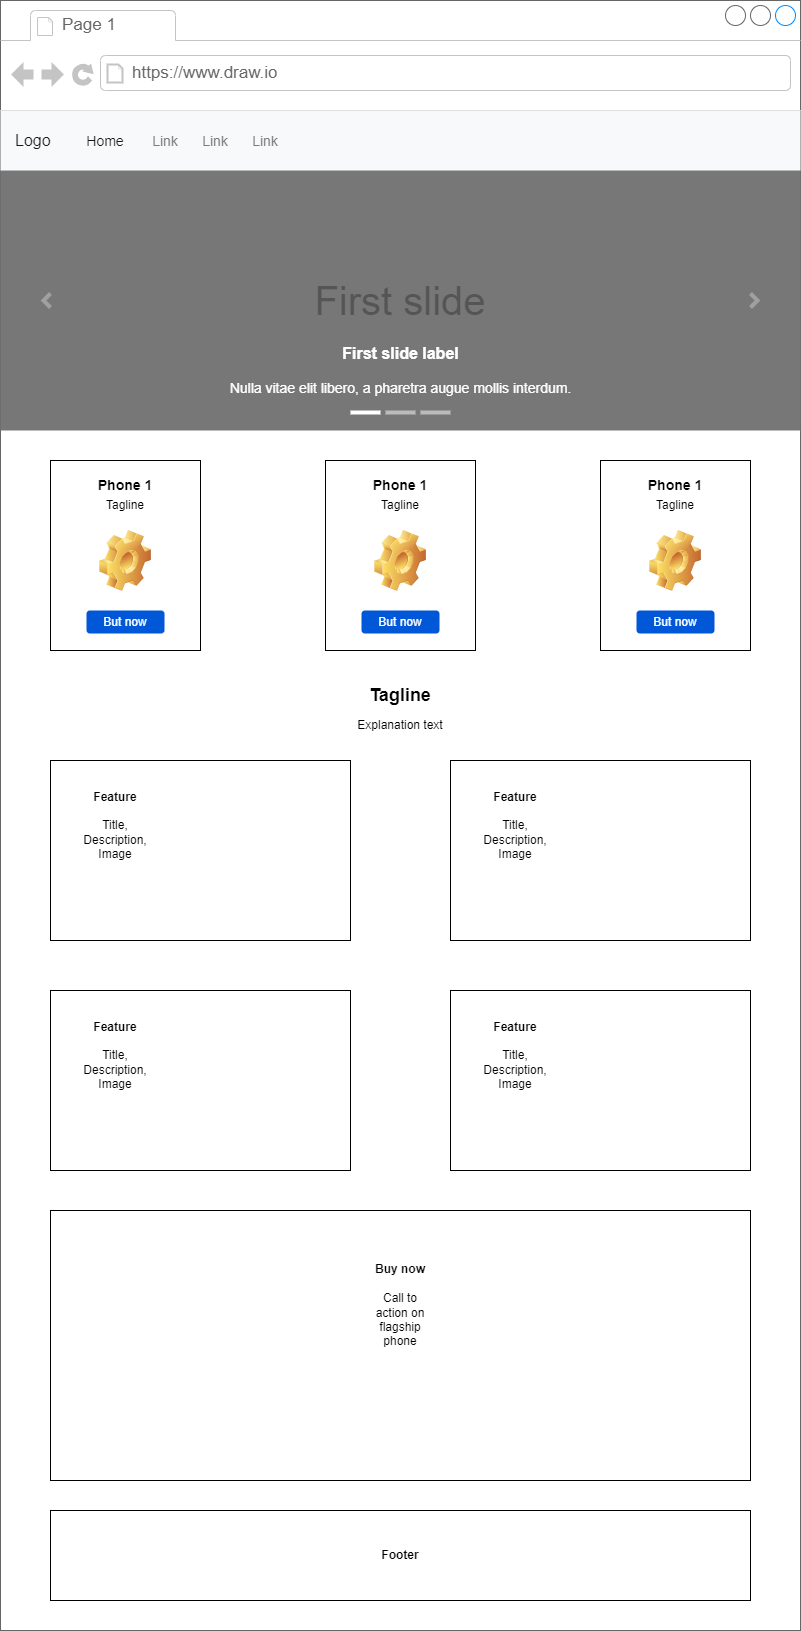 Page 1
https://www.draw.io
Logo Home Link Link Link
First slide
First slide label
Nulla vitae elit libero, a pharetra augue mollis interdum.
Phone 1
Tagline
But now
Phone 1
Tagline
But now
Phone 1
Tagline
But now
Tagline
Explanation text
Feature
Title,
Description,
Image
Feature
Title,
Description,
Image
Feature
Title,
Description,
Image
Feature
Title,
Description,
Image
Buy now
Call to
action on
flagship
phone
Footer